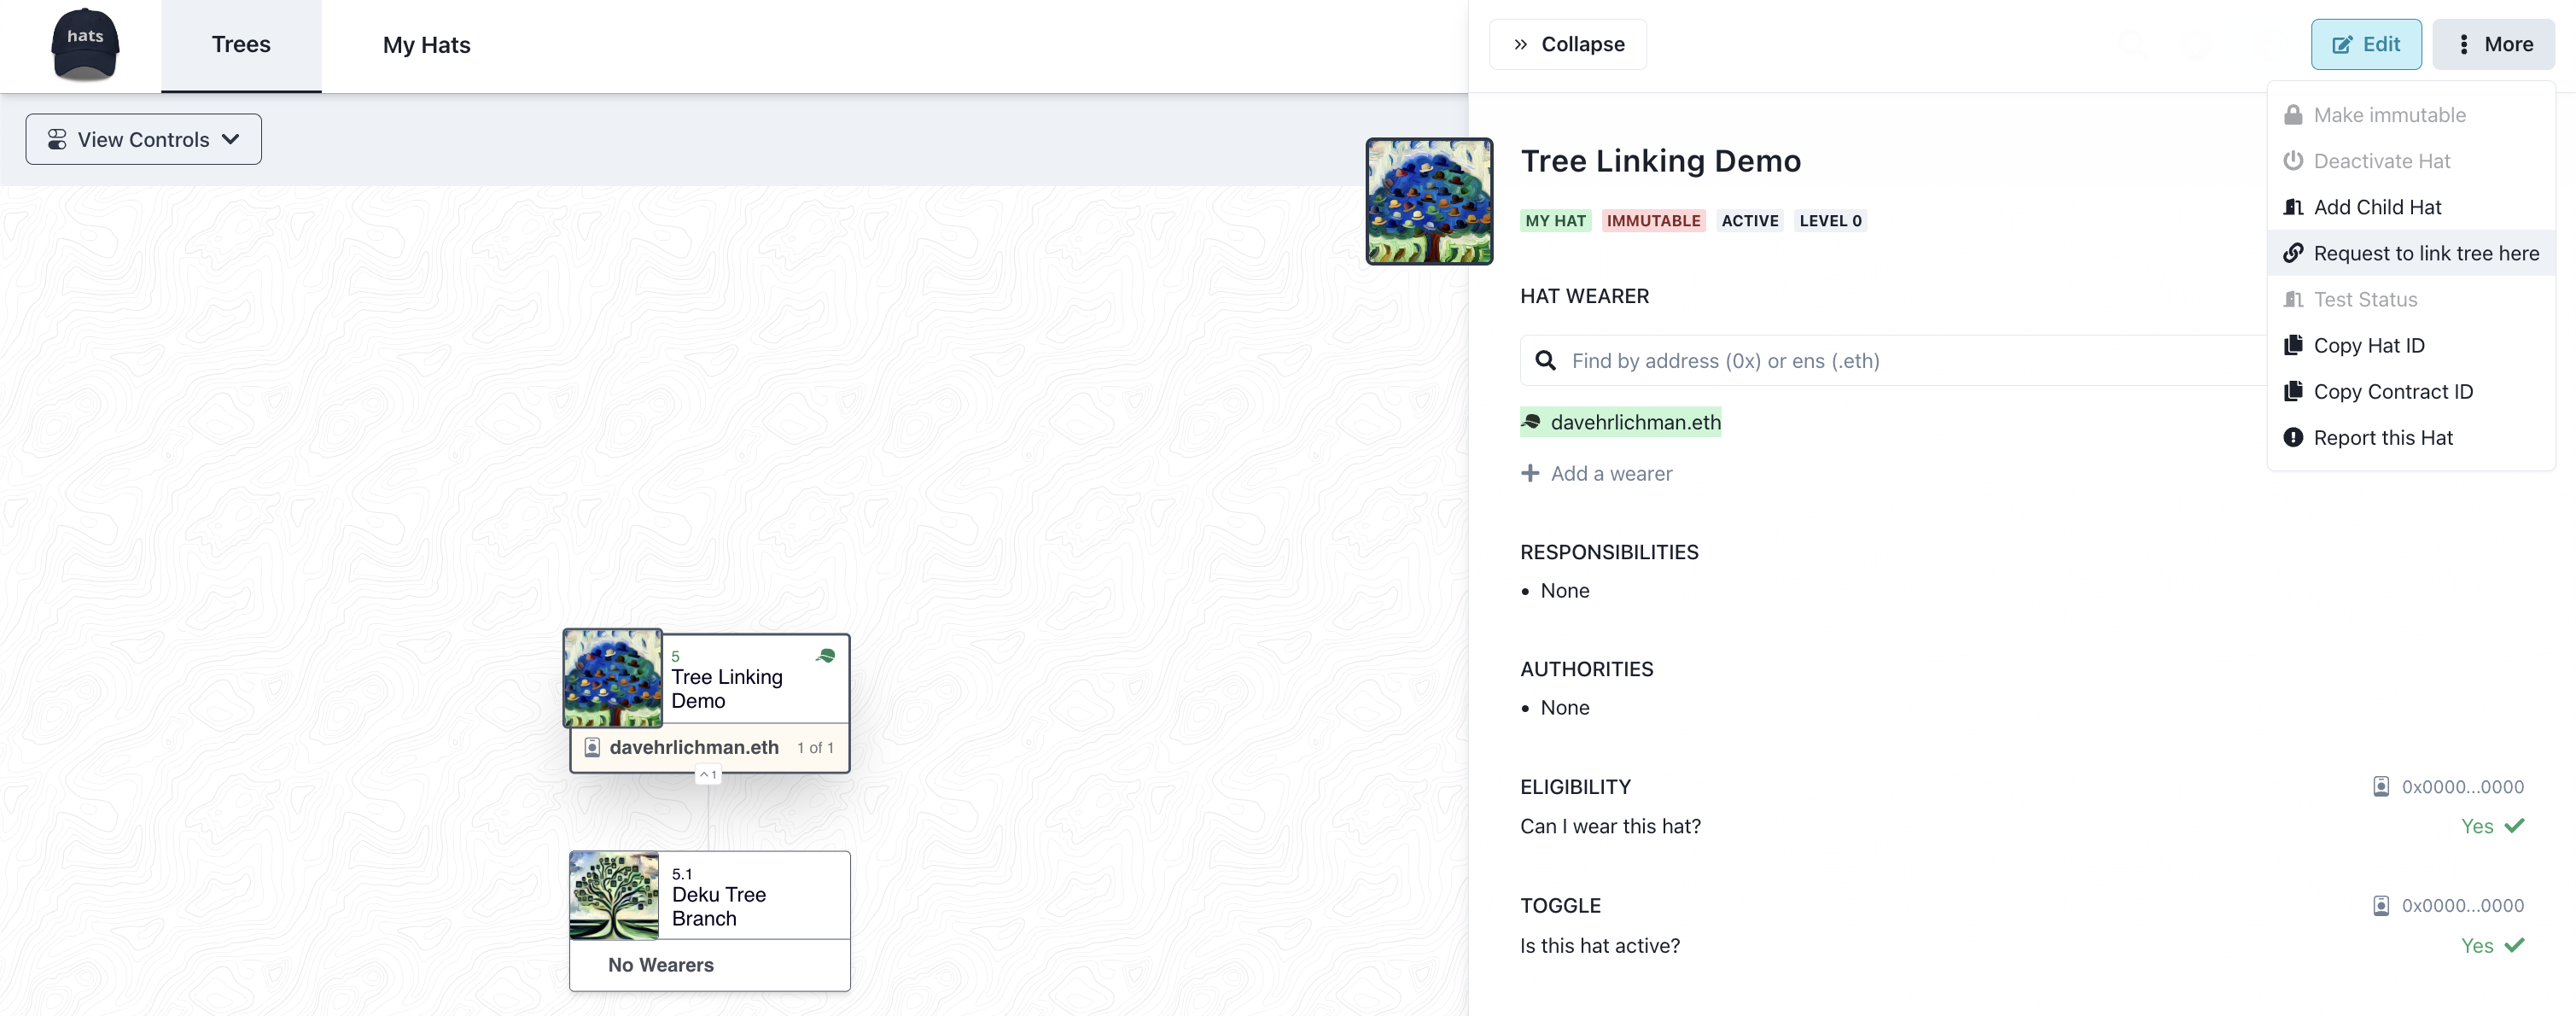 hats
Trees
My Hats
Collapse
Edit
More
View Controls
Make immutable
Deactivate Hat
Add Child Hat
Request to link tree here
Test Status
Copy Hat ID
Copy Contract ID
Report this Hat
Tree Linking Demo
MY HAT IMMUTABLE ACTIVE LEVEL 0
HAT WEARER
Find by address (0x) or ens (.eth)
davehrlichman.eth
Add a wearer
RESPONSIBILITIES
• None
AUTHORITIES
• None
ELIGIBILITY 0x0000...0000
Can I wear this hat? Yes
TOGGLE 0x0000...0000
Is this hat active? Yes
5
Tree Linking
Demo
davehrlichman.eth 1 of 1
1
5.1
Deku Tree
Branch
No Wearers